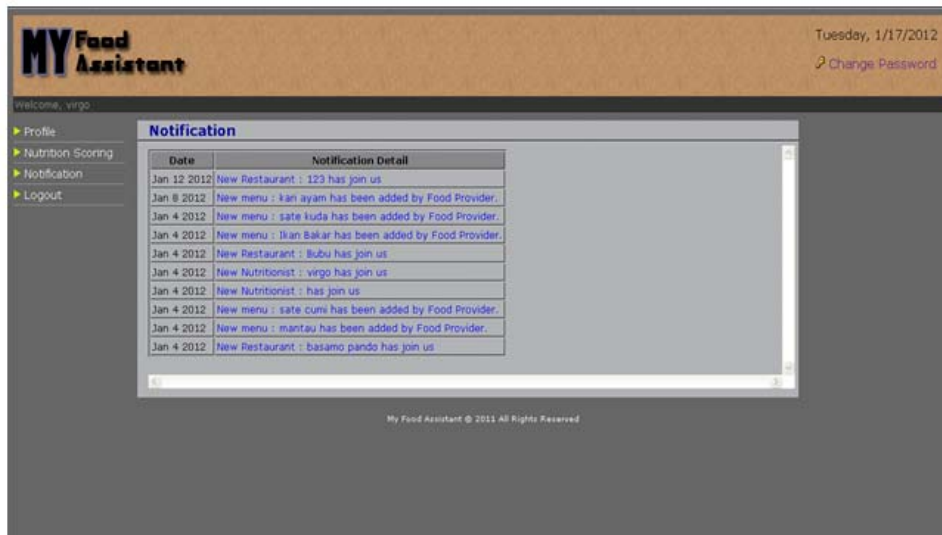 MY Food Assistant
Tuesday, 1/17/2012
Change Password
Welcome, virgo
Profile
Nutrition Scoring
Notification
Logout
Notification
Date Notification Detail
Jan 12 2012 New Restaurant : 123 has join us
Jan 8 2012 New menu : kari ayam has been added by Food Provider.
Jan 4 2012 New menu : sate kuda has been added by Food Provider.
Jan 4 2012 New menu : Ikan Bakar has been added by Food Provider.
Jan 4 2012 New Restaurant : Bubu has join us
Jan 4 2012 New Nutritionist : virgo has join us
Jan 4 2012 New Nutritionist : has join us
Jan 4 2012 New menu : sate cumi has been added by Food Provider.
Jan 4 2012 New menu : mantau has been added by Food Provider.
Jan 4 2012 New Restaurant : basamo pando has join us
My Food Assistant @ 2011 All Rights Reserved